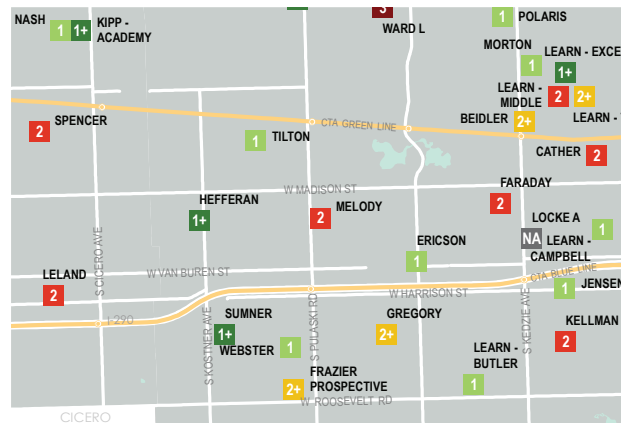 NASH
1
1+
KIPP -
ACADEMY
3
WARD L
1
POLARIS
MORTON
1
LEARN - EXCE
1+
LEARN -
MIDDLE
2
2+
LEARN -
BEIDLER
2+
CATHER
2
2
SPENCER
1
TILTON
CTA GREEN LINE
W MADISON ST
FARADAY
2
HEFFERAN
1+
2
MELODY
LOCKE A
1
NA
LEARN -
CAMPBELL
ERICSON
1
S CICERO AVE
LELAND
2
W VAN BUREN ST
CTA BLUE LINE
W HARRISON ST
1
JENSEN
I-290
S KOSTNER AVE
SUMNER
1+
WEBSTER
1
S PULASKI RD
GREGORY
2+
S KEDZIE AVE
KELLMAN
2
LEARN -
BUTLER
1
FRAZIER
PROSPECTIVE
2+
W ROOSEVELT RD
CICERO